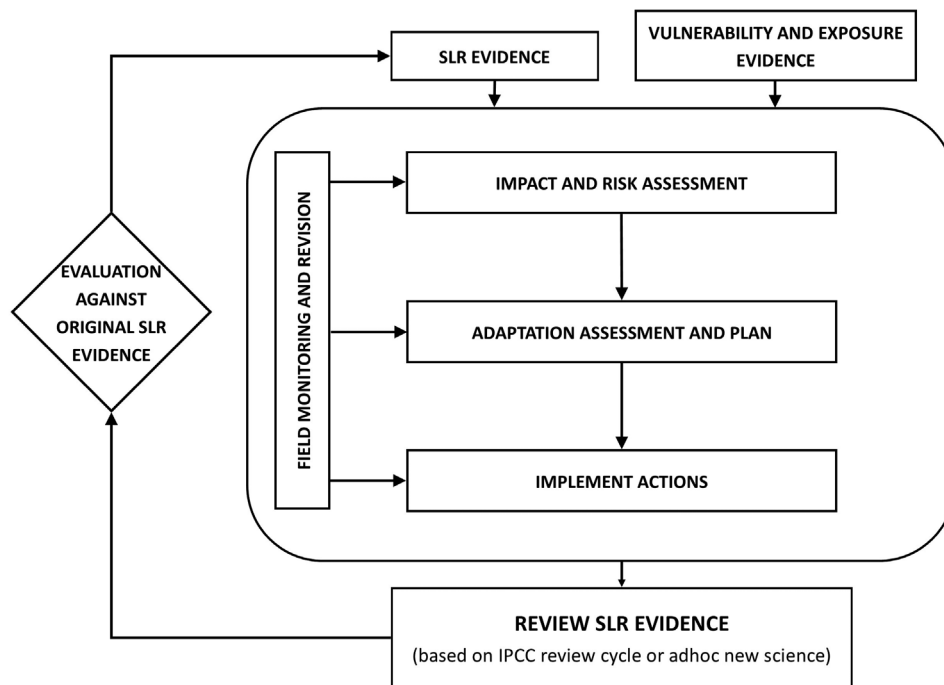 SLR EVIDENCE
VULNERABILITY AND EXPOSURE
EVIDENCE
FIELD MONITORING AND REVISION
IMPACT AND RISK ASSESSMENT
EVALUATION
AGAINST
ORIGINAL SLR
EVIDENCE
ADAPTATION ASSESSMENT AND PLAN
IMPLEMENT ACTIONS
REVIEW SLR EVIDENCE
(based on IPCC review cycle or adhoc new science)